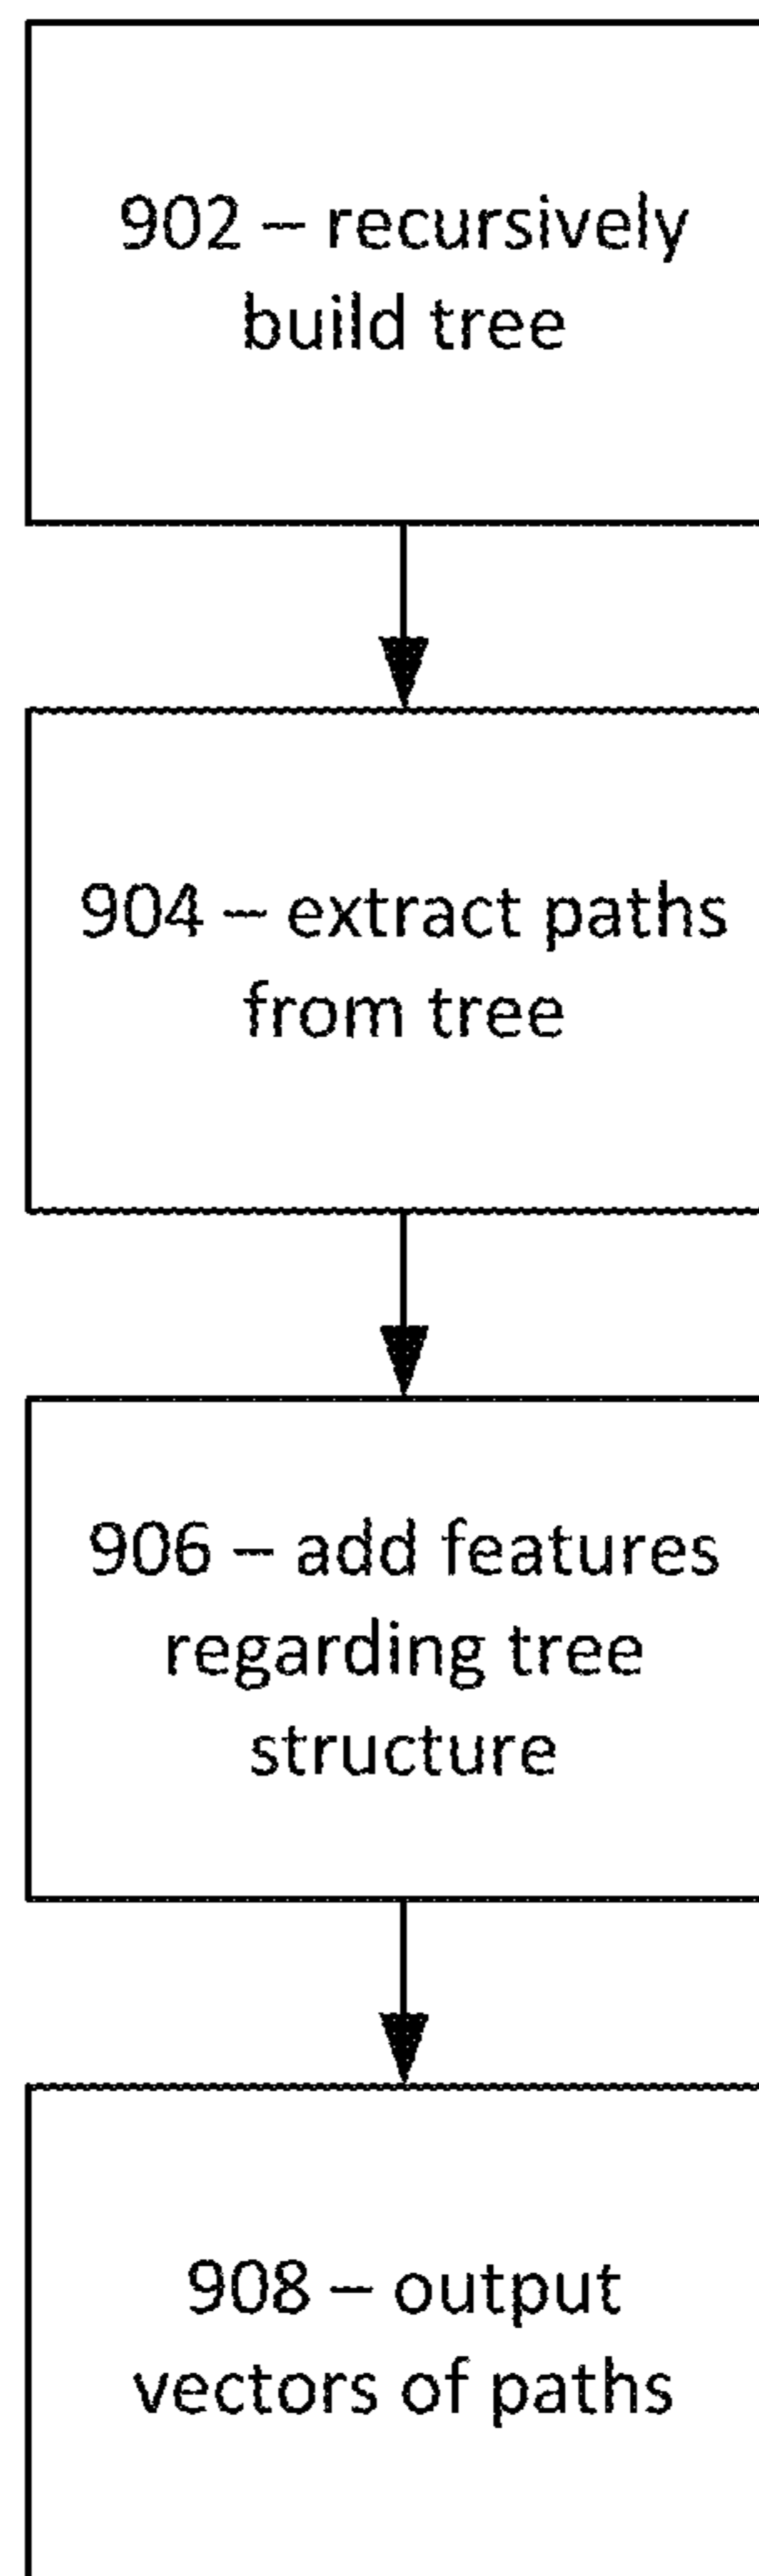 902 – recursively
build tree
904 – extract paths
from tree
906 – add features
regarding tree
structure
908 – output
vectors of paths